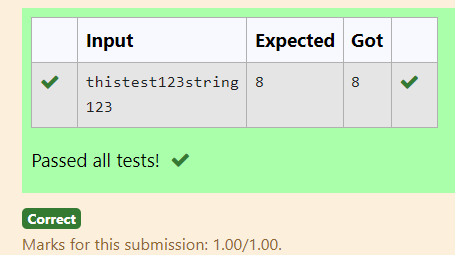 Input Expected Got
thistest123string 8 8
123
Passed all tests!
Correct
Marks for this submission: 1.00/1.00.